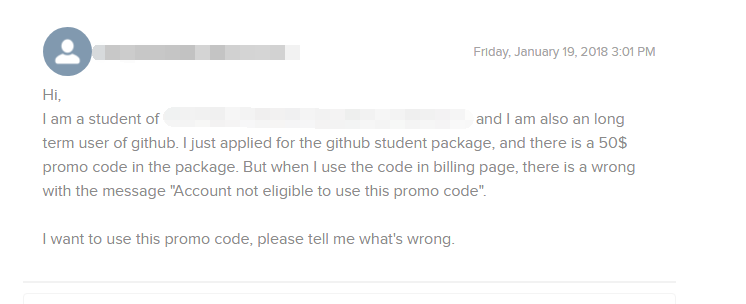 Friday, January 19, 2018 3:01 PM
Hi,
I am a student of and I am also an long
term user of github. I just applied for the github student package, and there is a 50$
promo code in the package. But when I use the code in billing page, there is a wrong
with the message "Account not eligible to use this promo code".
I want to use this promo code, please tell me what's wrong.